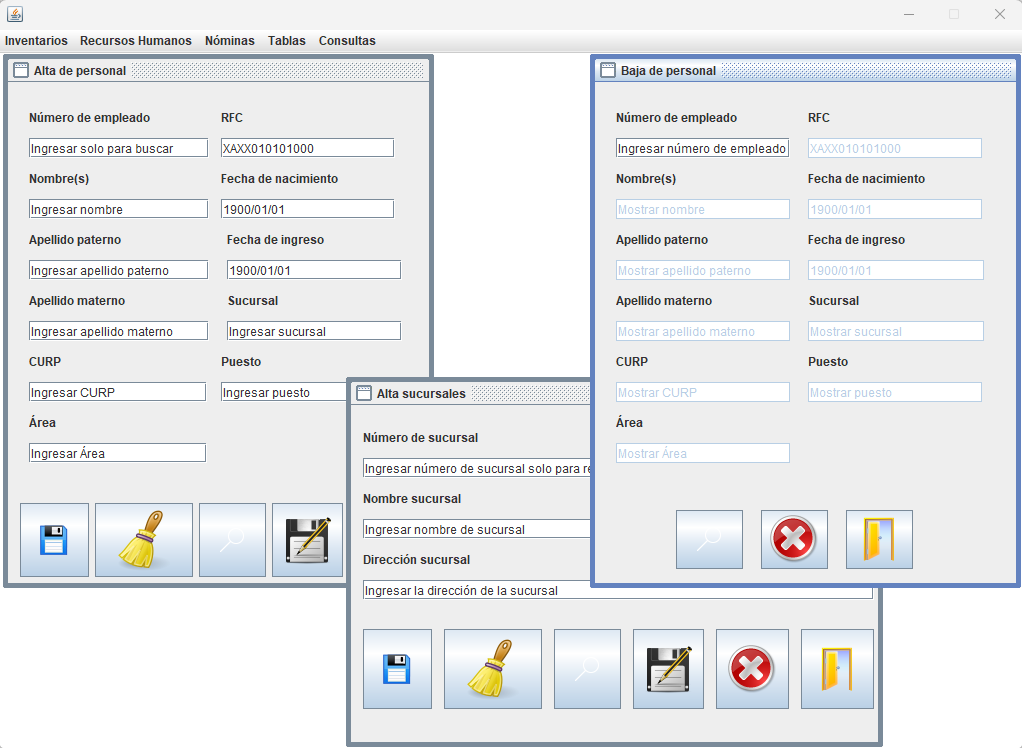 Inventarios Recursos Humanos Nóminas Tablas Consultas
Alta de personal
Número de empleado RFC
Ingresar solo para buscar XAXX010101000
Nombre(s) Fecha de nacimiento
Ingresar nombre 1900/01/01
Apellido paterno Fecha de ingreso
Ingresar apellido paterno 1900/01/01
Apellido materno Sucursal
Ingresar apellido materno Ingresar sucursal
CURP Puesto
Ingresar CURP Ingresar puesto
Área
Ingresar Área
Alta sucursales
Número de sucursal
Ingresar número de sucursal solo para
Nombre sucursal
Ingresar nombre de sucursal
Dirección sucursal
Ingresar la dirección de la sucursal
Baja de personal
Número de empleado RFC
Ingresar número de empleado XAXX010101000
Nombre(s) Fecha de nacimiento
Mostrar nombre 1900/01/01
Apellido paterno Fecha de ingreso
Mostrar apellido paterno 1900/01/01
Apellido materno Sucursal
Mostrar apellido materno Mostrar sucursal
CURP Puesto
Mostrar CURP Mostrar puesto
Área
Mostrar Área